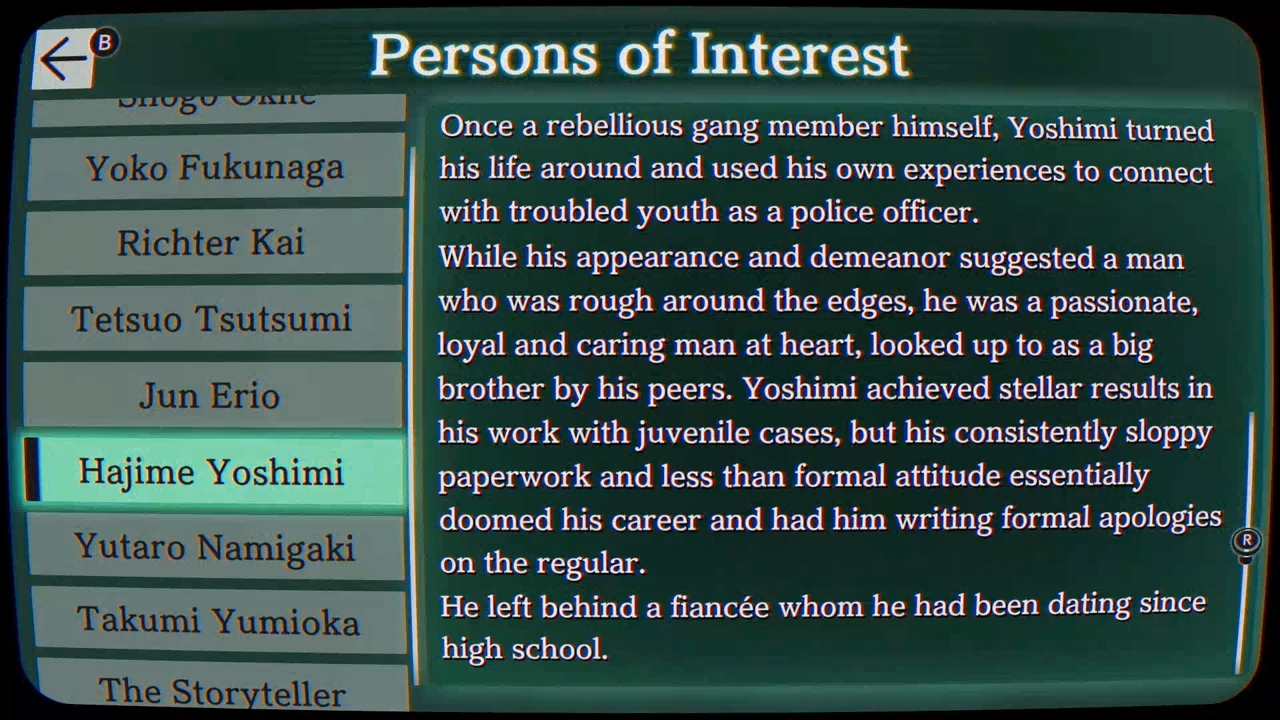 B
Persons of Interest
Yoko Fukunaga
Richter Kai
Tetsuo Tsutsumi
Jun Erio
Hajime Yoshimi
Yutaro Namigaki
Takumi Yumioka
The Storyteller
Once a rebellious gang member himself, Yoshimi turned
his life around and used his own experiences to connect
with troubled youth as a police officer.
While his appearance and demeanor suggested a man
who was rough around the edges, he was a passionate,
loyal and caring man at heart, looked up to as a big
brother by his peers. Yoshimi achieved stellar results in
his work with juvenile cases, but his consistently sloppy
paperwork and less than formal attitude essentially
doomed his career and had him writing formal apologies
on the regular.
He left behind a fiancée whom he had been dating since
high school.
R